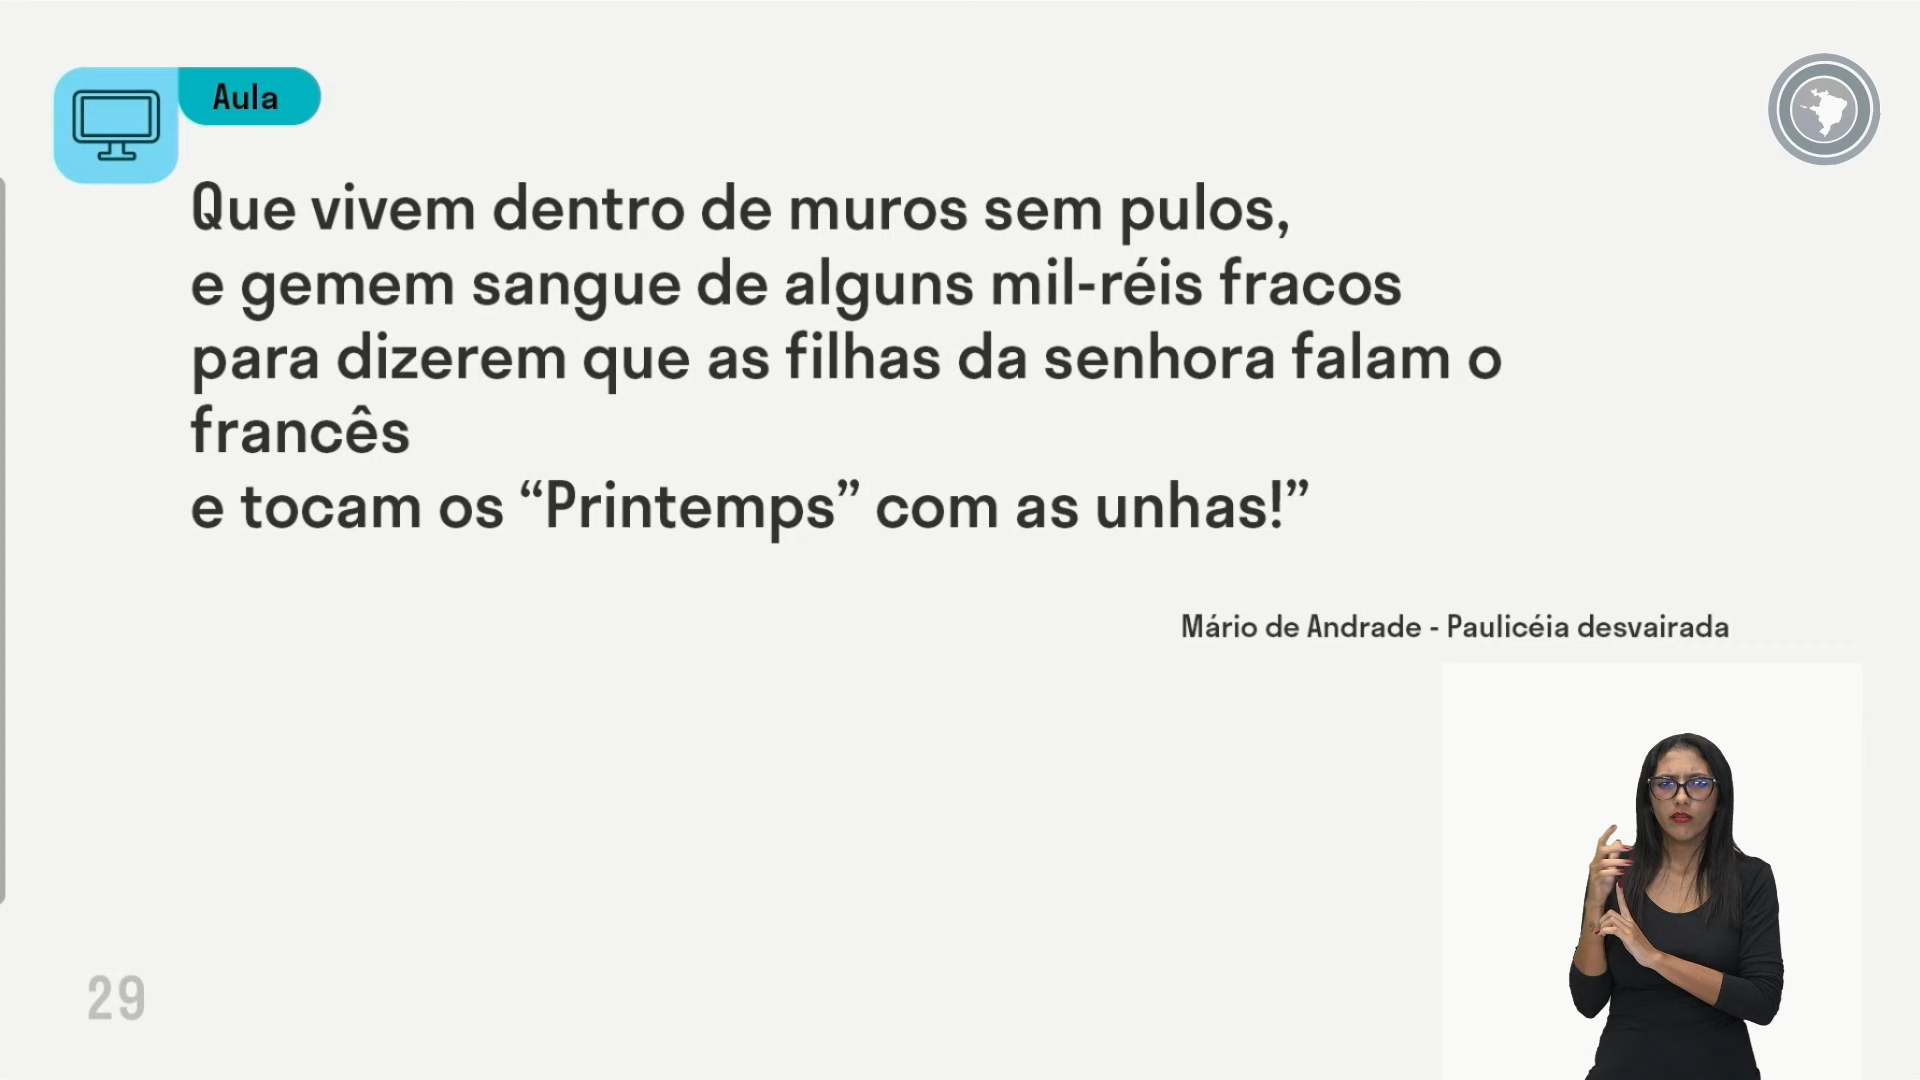 Aula
Que vivem dentro de muros sem pulos,
e gemem sangue de alguns mil-réis fracos
para dizerem que as filhas da senhora falam o
francês
e tocam os “Printemps” com as unhas!”
Mário de Andrade - Paulicéia desvairada
29